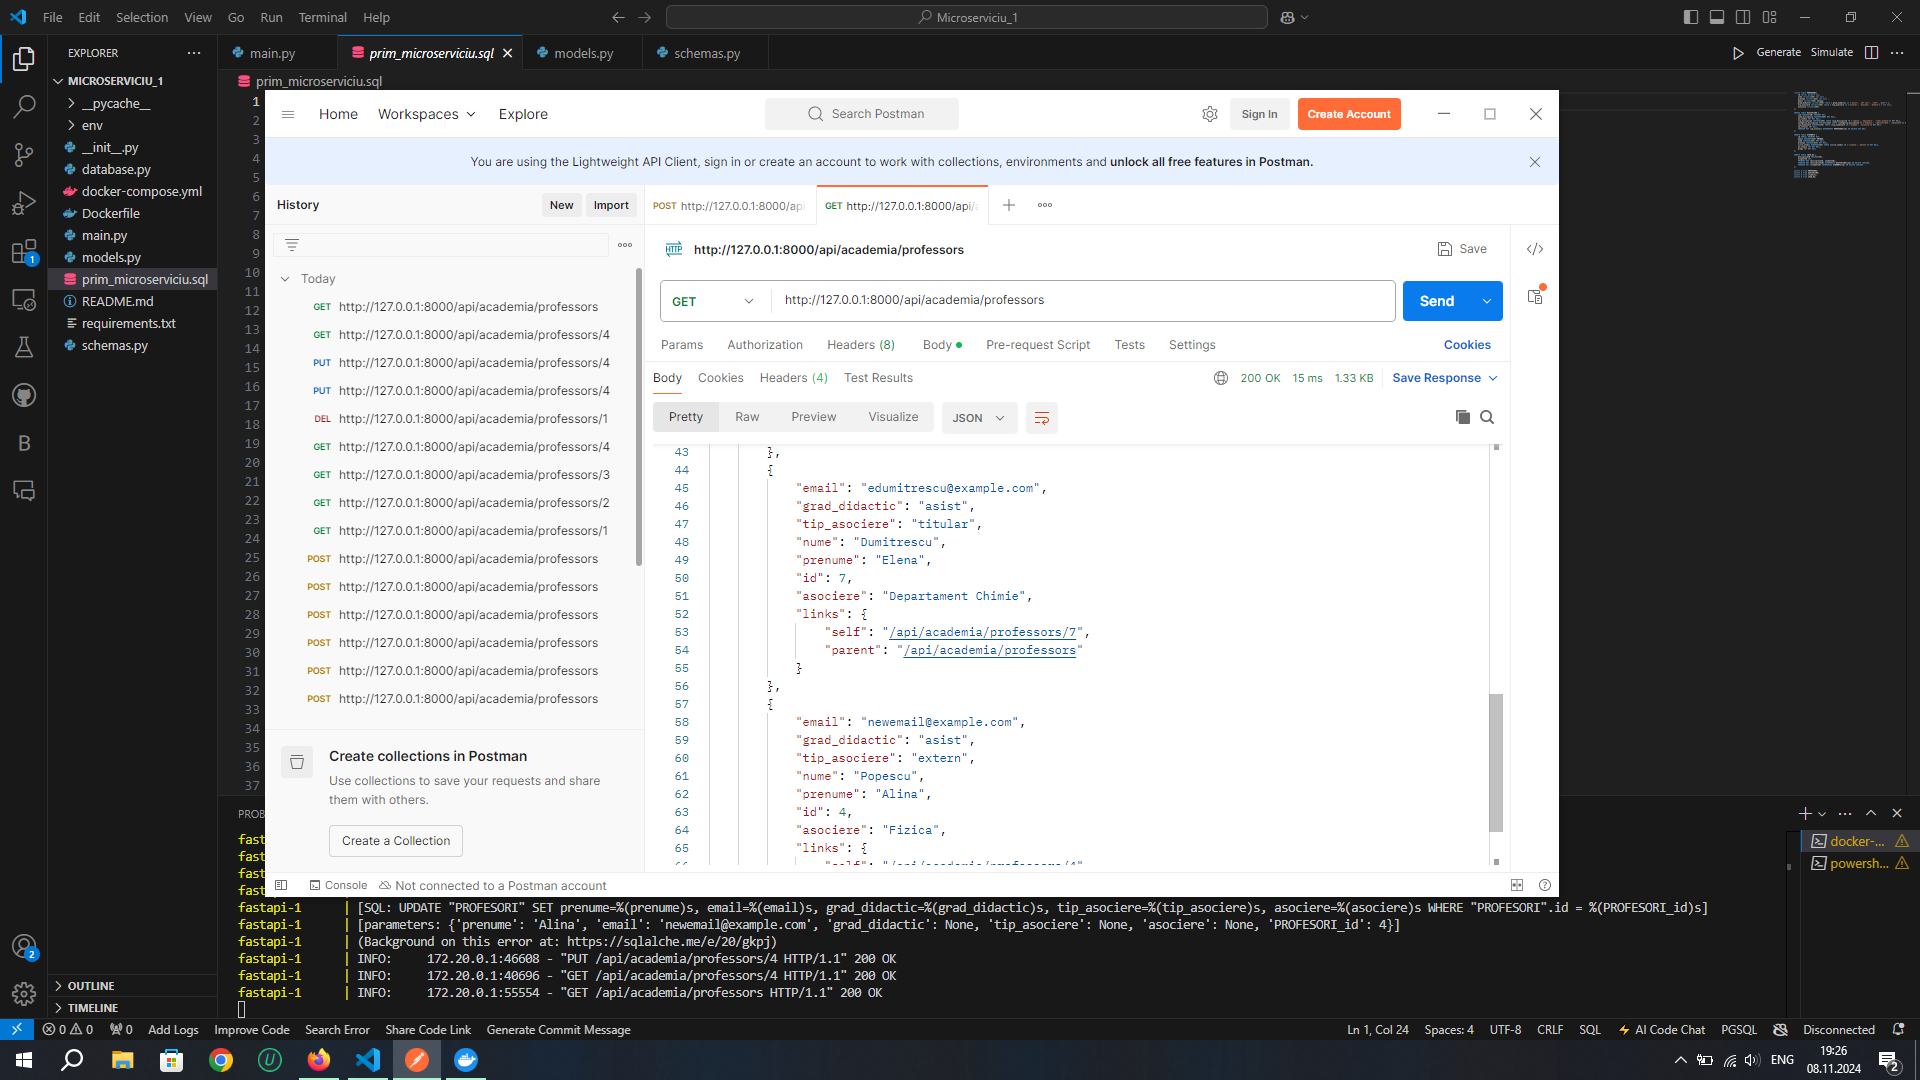 File Edit Selection View Go Run Terminal Help
Microserviciu_1
EXPLORER
MICROSERVICIU_1
__pycache__
env
__init__.py
database.py
docker-compose.yml
Dockerfile
main.py
models.py
prim_microserviciu.sql
README.md
requirements.txt
schemas.py
OUTLINE
TIMELINE
main.py
prim_microserviciu.sql
models.py
schemas.py
Generate Simulate
prim_microserviciu.sql
1
2
3
4
5
6
7
8
9
10
11
12
13
14
15
16
17
18
19
20
21
22
23
24
25
26
27
28
29
30
31
32
33
34
35
36
37
Home Workspaces Explore
Search Postman
Sign In
Create Account
You are using the Lightweight API Client, sign in or create an account to work with collections, environments and unlock all free features in Postman.
History
New
Import
POST http://127.0.0.1:8000/api
GET http://127.0.0.1:8000/api/
Today
GET http://127.0.0.1:8000/api/academia/professors
GET http://127.0.0.1:8000/api/academia/professors/4
PUT http://127.0.0.1:8000/api/academia/professors/4
PUT http://127.0.0.1:8000/api/academia/professors/4
DEL http://127.0.0.1:8000/api/academia/professors/1
GET http://127.0.0.1:8000/api/academia/professors/4
GET http://127.0.0.1:8000/api/academia/professors/3
GET http://127.0.0.1:8000/api/academia/professors/2
GET http://127.0.0.1:8000/api/academia/professors/1
POST http://127.0.0.1:8000/api/academia/professors
POST http://127.0.0.1:8000/api/academia/professors
POST http://127.0.0.1:8000/api/academia/professors
POST http://127.0.0.1:8000/api/academia/professors
POST http://127.0.0.1:8000/api/academia/professors
POST http://127.0.0.1:8000/api/academia/professors
Create collections in Postman
Use collections to save your requests and share
them with others.
Create a Collection
HTTP http://127.0.0.1:8000/api/academia/professors
Save
GET http://127.0.0.1:8000/api/academia/professors
Send
Params Authorization Headers (8) Body Pre-request Script Tests Settings
Cookies
Body Cookies Headers (4) Test Results
200 OK 15 ms 1.33 KB Save Response
Pretty Raw Preview Visualize JSON
43 },
44 {
45 "email": "edumitrescu@example.com",
46 "grad_didactic": "asist",
47 "tip_asociere": "titular",
48 "nume": "Dumitrescu",
49 "prenume": "Elena",
50 "id": 7,
51 "asociere": "Departament Chimie",
52 "links": {
53 "self": "/api/academia/professors/7",
54 "parent": "/api/academia/professors"
55 }
56 },
57 {
58 "email": "newemail@example.com",
59 "grad_didactic": "asist",
60 "tip_asociere": "extern",
61 "nume": "Popescu",
62 "prenume": "Alina",
63 "id": 4,
64 "asociere": "Fizica",
65 "links": {
Console Not connected to a Postman account
PROB
fast
fast
fast
fast
fastapi-1 | [SQL: UPDATE "PROFESORI" SET prenume=%(prenume)s, email=%(email)s, grad_didactic=%(grad_didactic)s, tip_asociere=%(tip_asociere)s, asociere=%(asociere)s WHERE "PROFESORI".id = %(PROFESORI_id)s]
fastapi-1 | [parameters: {'prenume': 'Alina', 'email': 'newemail@example.com', 'grad_didactic': None, 'tip_asociere': None, 'asociere': None, 'PROFESORI_id': 4}]
fastapi-1 | (Background on this error at: https://sqlalche.me/e/20/gkpj)
fastapi-1 | INFO: 172.20.0.1:46608 - "PUT /api/academia/professors/4 HTTP/1.1" 200 OK
fastapi-1 | INFO: 172.20.0.1:40696 - "GET /api/academia/professors/4 HTTP/1.1" 200 OK
fastapi-1 | INFO: 172.20.0.1:55554 - "GET /api/academia/professors HTTP/1.1" 200 OK
docker-...
powersh...
0 0 0 Add Logs Improve Code Search Error Share Code Link Generate Commit Message
Ln 1, Col 24 Spaces: 4 UTF-8 CRLF SQL AI Code Chat PGSQL Disconnected
ENG
19:26
08.11.2024
2